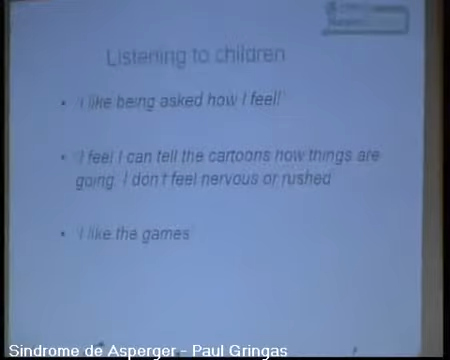 Listening to children
• 'I like being asked how I feel!'
• 'I feel I can tell the cartoons how things are
going. I don't feel nervous or rushed
• 'I like the games
Sindrome de Asperger - Paul Gringas